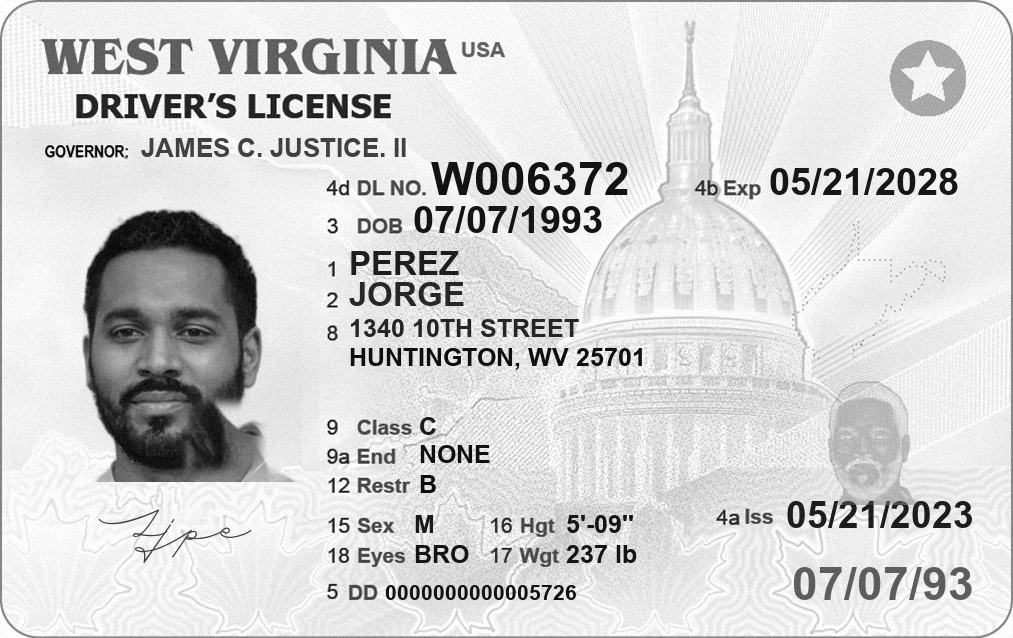 WEST VIRGINIA USA
DRIVER'S LICENSE
GOVERNOR: JAMES C. JUSTICE. II
4d DL NO. W006372 4b Exp 05/21/2028
3 DOB 07/07/1993
1 PEREZ
2 JORGE
8 1340 10TH STREET
HUNTINGTON, WV 25701
9 Class C
9a End NONE
12 Restr B
15 Sex M 16 Hgt 5'-09"
4a Iss 05/21/2023
18 Eyes BRO 17 Wgt 237 lb
5 DD 0000000000005726
07/07/93